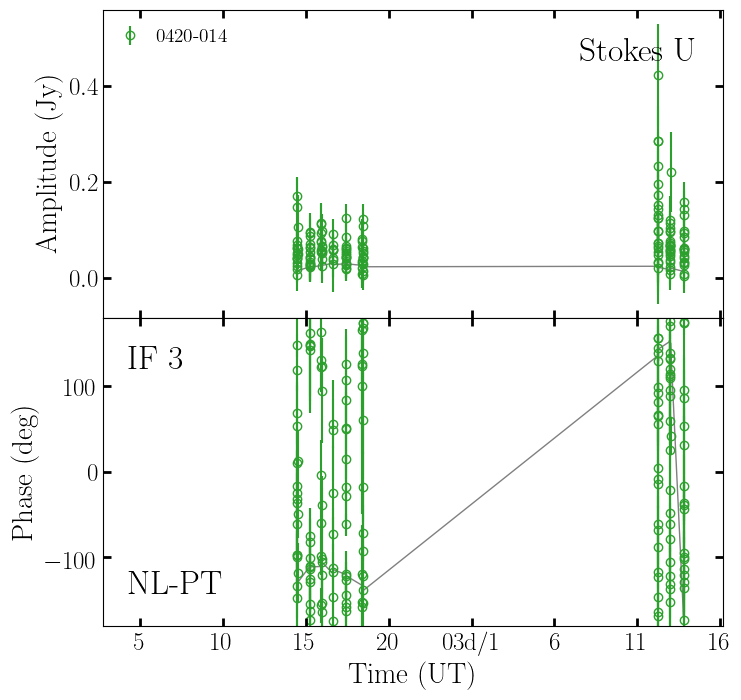 0420-014
Stokes U
Amplitude (Jy)
0.4
0.2
0.0
IF 3
NL-PT
Phase (deg)
100
0
−100
5 10 15 20 03d/1 6 11 16
Time (UT)